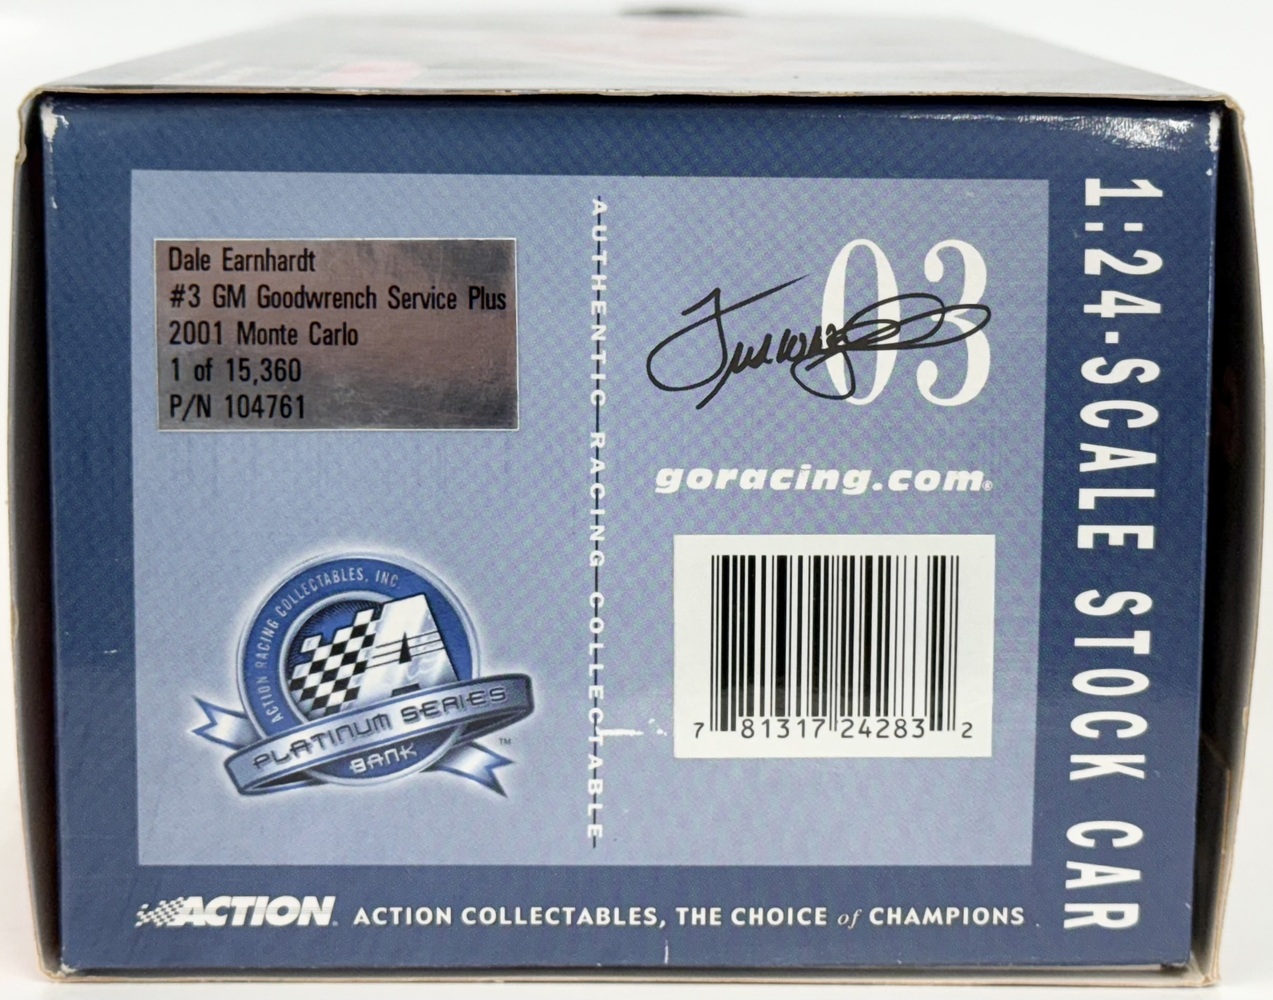 Dale Earnhardt
#3 GM Goodwrench Service Plus
2001 Monte Carlo
1 of 15,360
P/N 104761
ACTION RACING COLLECTABLES, INC
A
PLATINUM SERIES
BANK
TM
AUTHENTIC RACING COLLECTABLE
03
goracing.com®
7 81317 24283 2
1:24-SCALE STOCK CAR
ACTION®
ACTION COLLECTABLES, THE CHOICE of CHAMPIONS